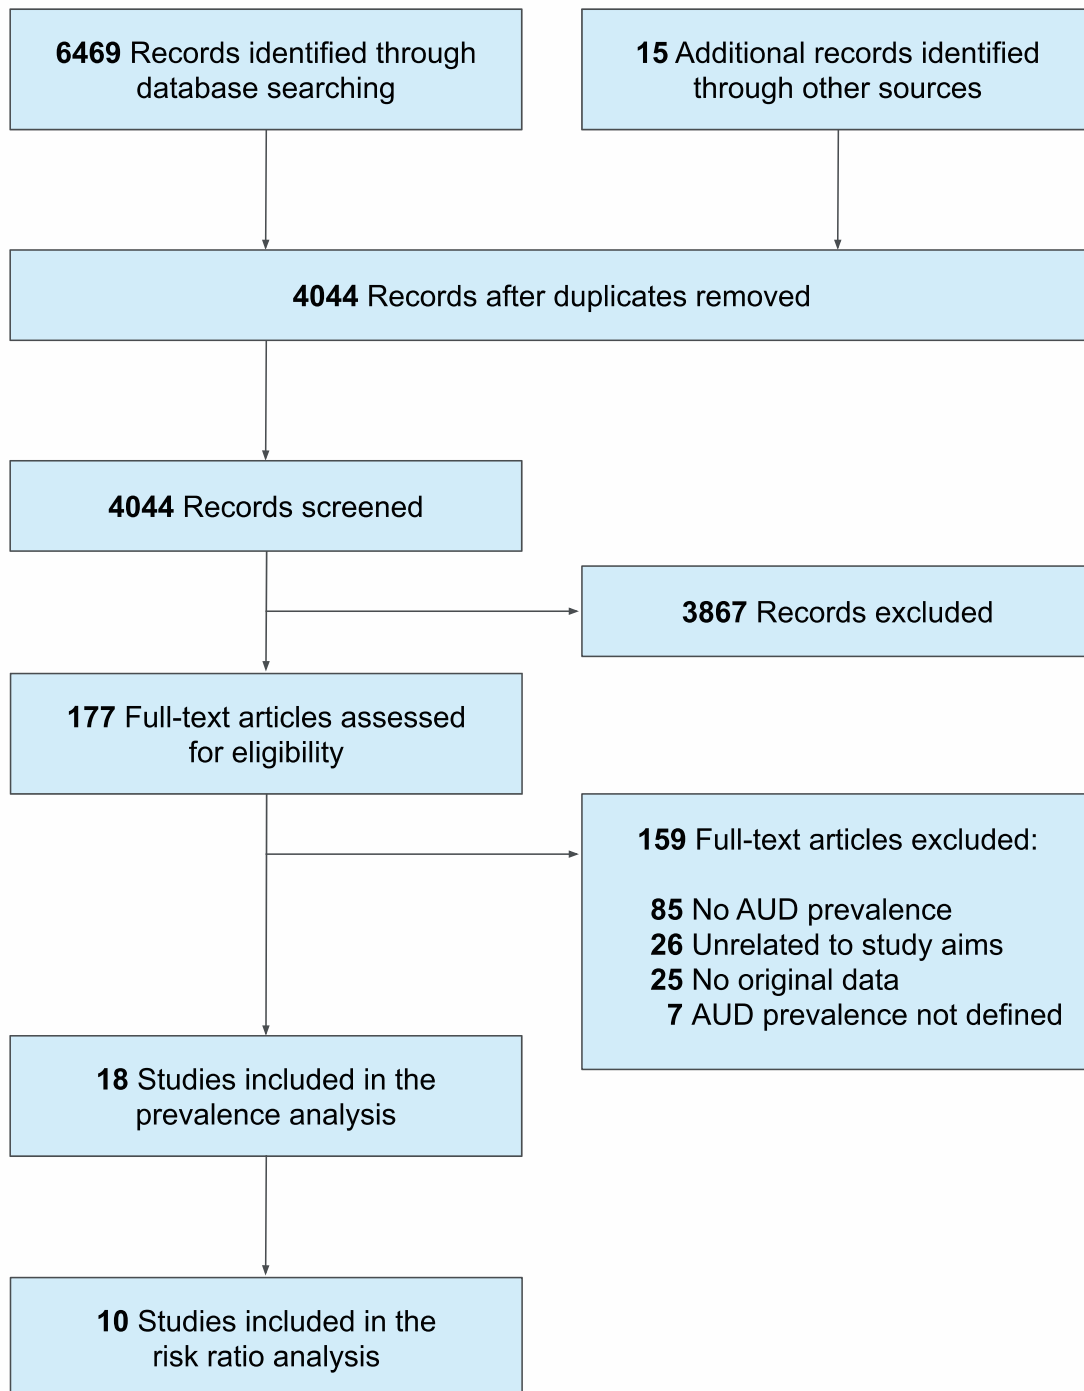 6469 Records identified through
database searching
15 Additional records identified
through other sources
4044 Records after duplicates removed
4044 Records screened
3867 Records excluded
177 Full-text articles assessed
for eligibility
159 Full-text articles excluded:
85 No AUD prevalence
26 Unrelated to study aims
25 No original data
7 AUD prevalence not defined
18 Studies included in the
prevalence analysis
10 Studies included in the
risk ratio analysis